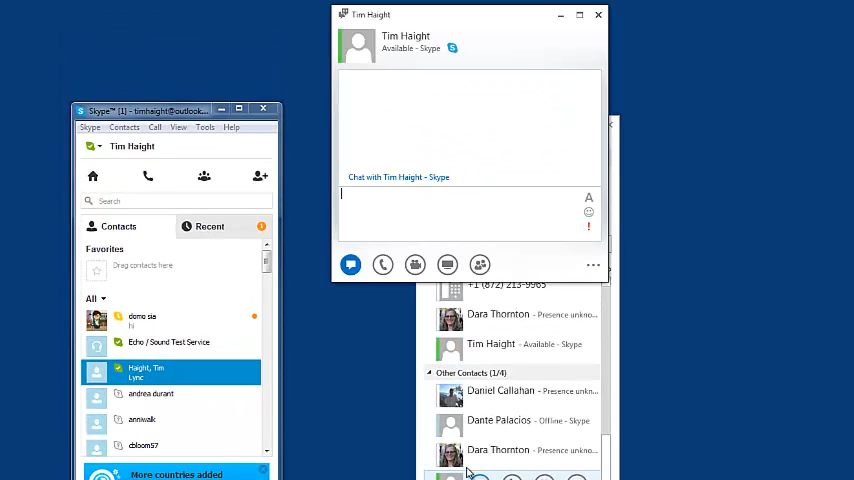 Tim Haight
Tim Haight
Available - Skype
Chat with Tim Haight - Skype
A
!
Skype™ [1] - timhaight@outlook...
Skype Contacts Call View Tools Help
Tim Haight
Search
Contacts
Recent
1
Favorites
Drag contacts here
All
domo sia
hi
Echo / Sound Test Service
Haight, Tim
Lync
andrea durant
anniwalk
cbloom57
More countries added
+1 (872) 213-9965
Dara Thornton - Presence unkno...
Tim Haight - Available - Skype
Other Contacts (1/4)
Daniel Callahan - Presence unkno...
Dante Palacios - Offline - Skype
Dara Thornton - Presence unkno...